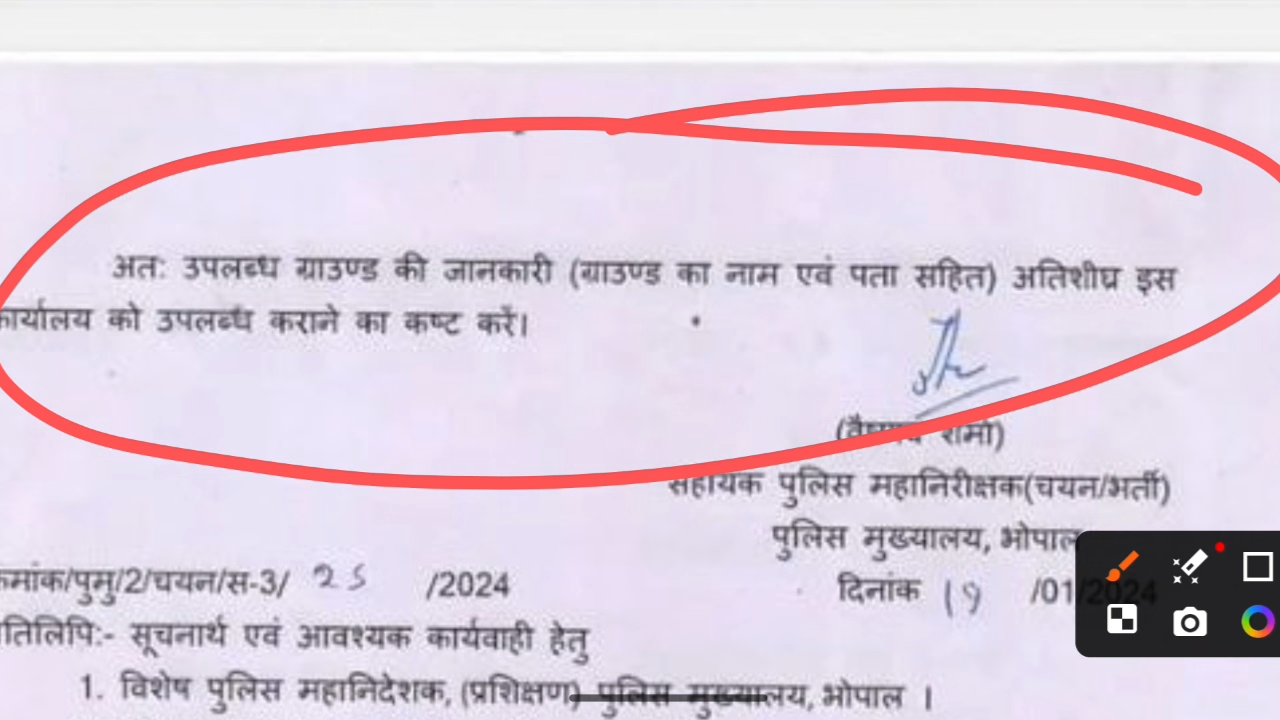 अतः उपलब्ध ग्राउण्ड की जानकारी (ग्राउण्ड का नाम एवं पता सहित) अतिशीघ्र इस
कार्यालय को उपलब्ध कराने का कष्ट करें।
शर्मा)
सहायक पुलिस महानिरीक्षक(चयन/भर्ती)
पुलिस मुख्यालय, भोपाल
क्रमांक/पुमु/2/चयन/स-3/ 25 /2024
दिनांक 19 /01/2024
प्रतिलिपि:- सूचनार्थ एवं आवश्यक कार्यवाही हेतु
1. विशेष पुलिस महानिदेशक, (प्रशिक्षण) पुलिस मुख्यालय, भोपाल ।